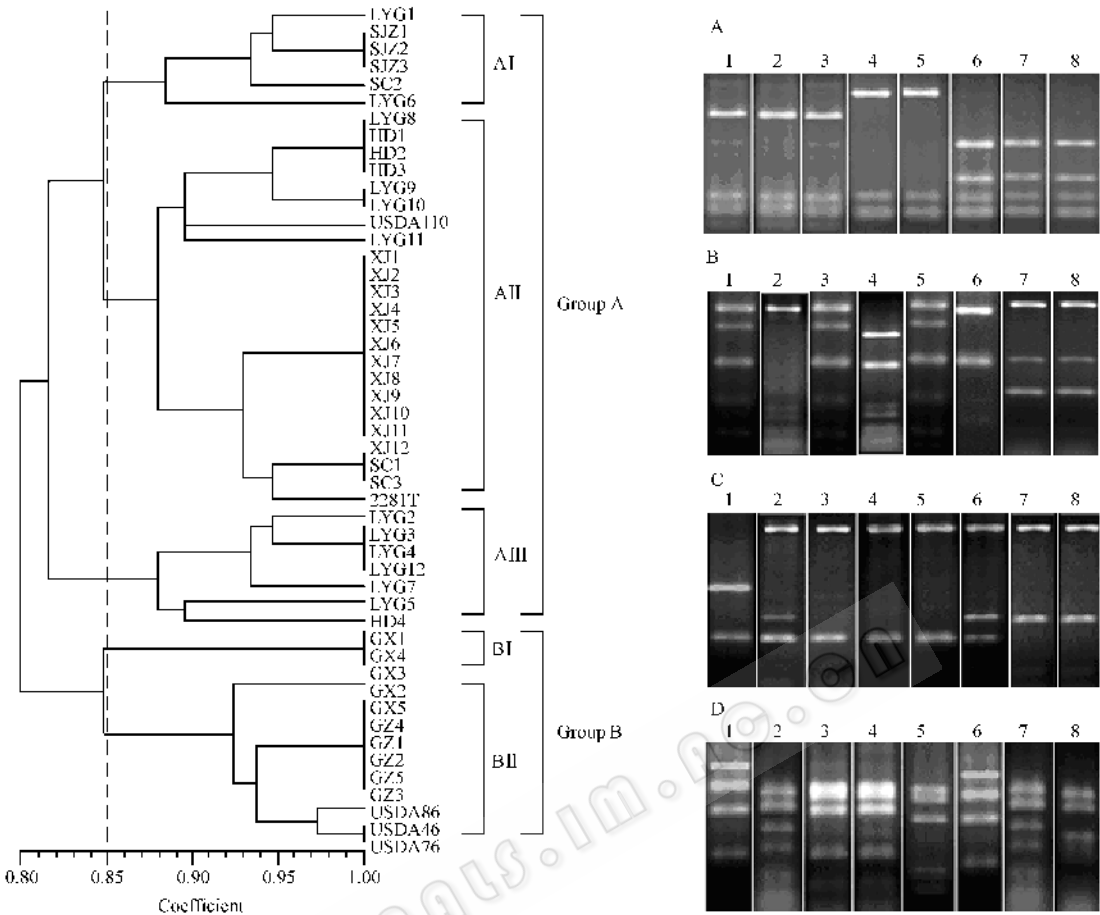 LYG1
SJZ1
SJZ2
SJZ3
SC2
LYG6
LYG8
HD1
HD2
HD3
LYG9
LYG10
USDA110
LYG11
XJ1
XJ2
XJ3
XJ4
XJ5
XJ6
XJ7
XJ8
XJ9
XJ10
XJ11
XJ12
SC1
SC3
2281T
LYG2
LYG3
LYG4
LYG12
LYG7
LYG5
HD4
GX1
GX4
GX3
GX2
GX5
GZ4
GZ1
GZ2
GZ5
GZ3
USDA86
USDA46
USDA76
AI
AII
AIII
BI
BII
Group A
Group B
0.80 0.85 0.90 0.95 1.00
Coefficient
A
1 2 3 4 5 6 7 8
B
1 2 3 4 5 6 7 8
C
1 2 3 4 5 6 7 8
D
1 2 3 4 5 6 7 8